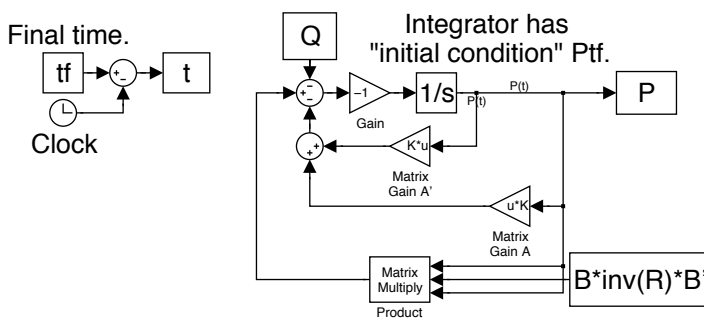 Final time.
tf
+
−
t
Clock
Q
Integrator has
"initial condition" Ptf.
+
−
−
−1
Gain
1/s
P(t)
P(t)
P
+
+
K*u
Matrix
Gain A'
u*K
Matrix
Gain A
Matrix
Multiply
Product
B*inv(R)*B'